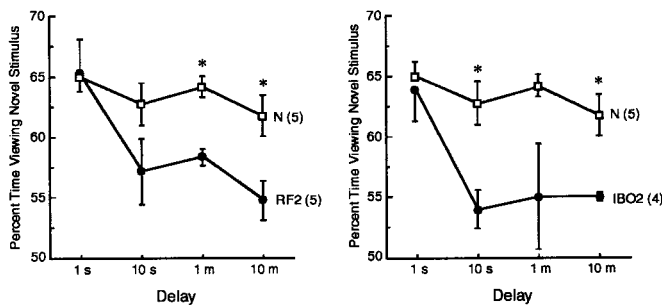 70
65
60
55
50
Percent Time Viewing Novel Stimulus
*
*
N (5)
RF2 (5)
1 s
10 s
1 m
10 m
Delay
70
65
60
55
50
Percent Time Viewing Novel Stimulus
*
*
N (5)
IBO2 (4)
1 s
10 s
1 m
10 m
Delay